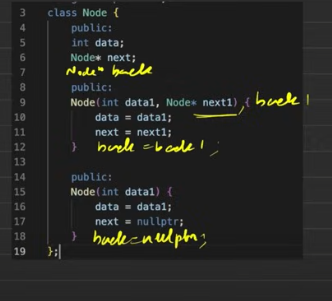 3 class Node {
4 public:
5 int data;
6 Node* next;
7 Node* back
8 public:
9 Node(int data1, Node* next1) { back1
10 data = data1;
11 next = next1;
12 } back = back1;
13
14 public:
15 Node(int data1) {
16 data = data1;
17 next = nullptr;
18 } back=nullptr;
19 };